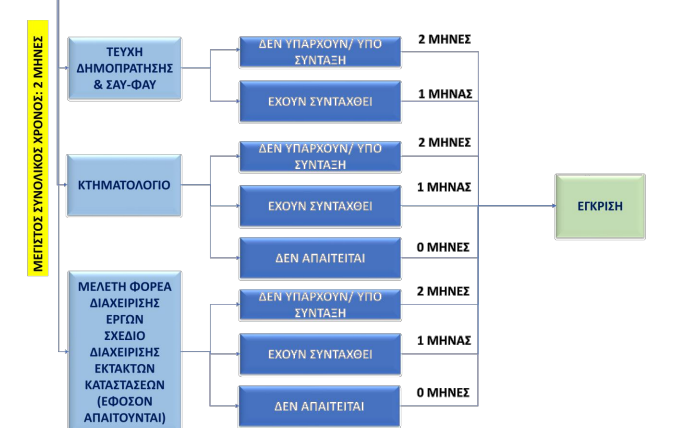 ΜΕΓΙΣΤΟΣ ΣΥΝΟΛΙΚΟΣ ΧΡΟΝΟΣ: 2 ΜΗΝΕΣ
ΤΕΥΧΗ
ΔΗΜΟΠΡΑΤΗΣΗΣ
& ΣΑΥ-ΦΑΥ
ΔΕΝ ΥΠΑΡΧΟΥΝ/ ΥΠΟ
ΣΥΝΤΑΞΗ
2 ΜΗΝΕΣ
ΕΧΟΥΝ ΣΥΝΤΑΧΘΕΙ
1 ΜΗΝΑΣ
ΚΤΗΜΑΤΟΛΟΓΙΟ
ΔΕΝ ΥΠΑΡΧΟΥΝ/ ΥΠΟ
ΣΥΝΤΑΞΗ
2 ΜΗΝΕΣ
ΕΧΟΥΝ ΣΥΝΤΑΧΘΕΙ
1 ΜΗΝΑΣ
ΔΕΝ ΑΠΑΙΤΕΙΤΑΙ
0 ΜΗΝΕΣ
ΜΕΛΕΤΗ ΦΟΡΕΑ
ΔΙΑΧΕΙΡΙΣΗΣ
ΕΡΓΩΝ
ΣΧΕΔΙΟ
ΔΙΑΧΕΙΡΙΣΗΣ
ΕΚΤΑΚΤΩΝ
ΚΑΤΑΣΤΑΣΕΩΝ
(ΕΦΟΣΟΝ
ΑΠΑΙΤΟΥΝΤΑΙ)
ΔΕΝ ΥΠΑΡΧΟΥΝ/ ΥΠΟ
ΣΥΝΤΑΞΗ
2 ΜΗΝΕΣ
ΕΧΟΥΝ ΣΥΝΤΑΧΘΕΙ
1 ΜΗΝΑΣ
ΔΕΝ ΑΠΑΙΤΕΙΤΑΙ
0 ΜΗΝΕΣ
ΕΓΚΡΙΣΗ